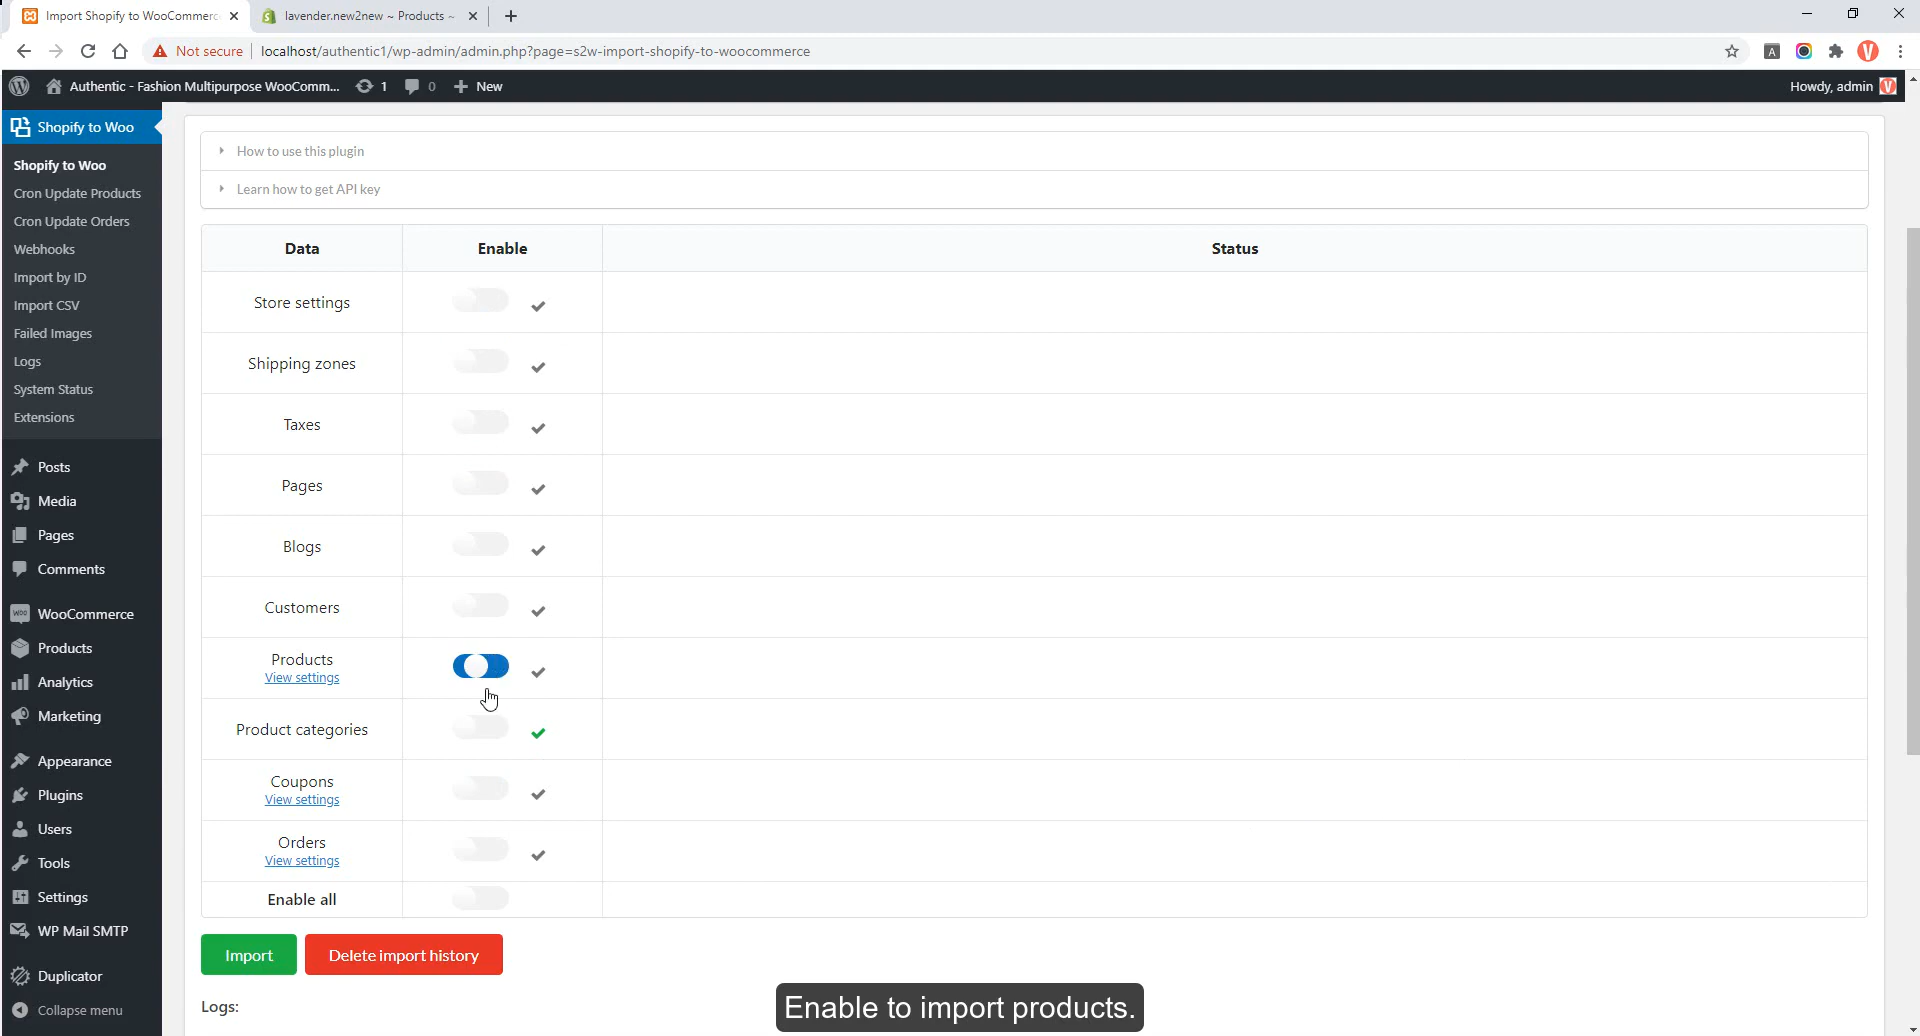 Import Shopify to WooCommerc
lavender.new2new ~ Products ~
Not secure
localhost/authentic1/wp-admin/admin.php?page=s2w-import-shopify-to-woocommerce
A
V
Authentic - Fashion Multipurpose WooComm...
1
0
New
Howdy, admin
V
Shopify to Woo
Shopify to Woo
Cron Update Products
Cron Update Orders
Webhooks
Import by ID
Import CSV
Failed Images
Logs
System Status
Extensions
Posts
Media
Pages
Comments
WooCommerce
Products
Analytics
Marketing
Appearance
Plugins
Users
Tools
Settings
WP Mail SMTP
Duplicator
Collapse menu
How to use this plugin
Learn how to get API key
Data Enable Status
Store settings
Shipping zones
Taxes
Pages
Blogs
Customers
Products
View settings
Product categories
Coupons
View settings
Orders
View settings
Enable all
Import Delete import history
Logs:
Enable to import products.